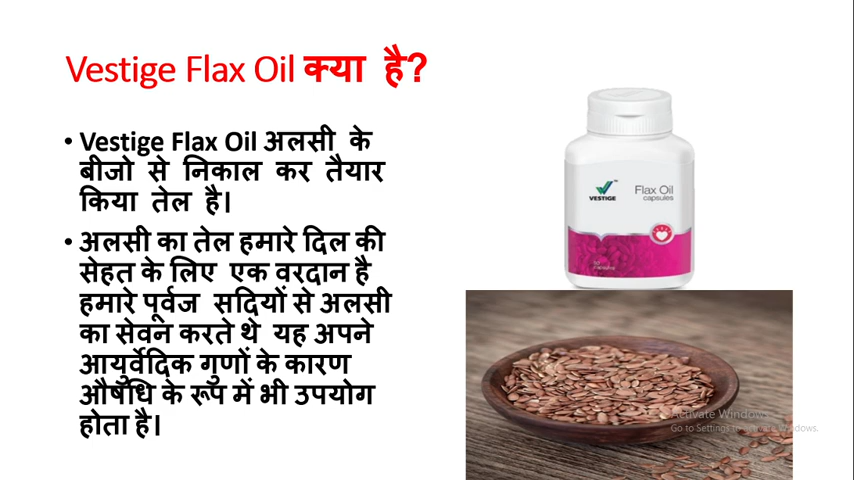 Vestige Flax Oil क्या है?
• Vestige Flax Oil अलसी के
बीजो से निकाल कर तैयार
किया तेल है।
• अलसी का तेल हमारे दिल की
सेहत के लिए एक वरदान है
हमारे पूर्वज सदियों से अलसी
का सेवन करते थे यह अपने
आयुर्वेदिक गुणों के कारण
औषधि के रूप में भी उपयोग
होता है।
VESTIGE
Flax Oil
capsules
Activate Windows
Go to Settings to activate Windows.